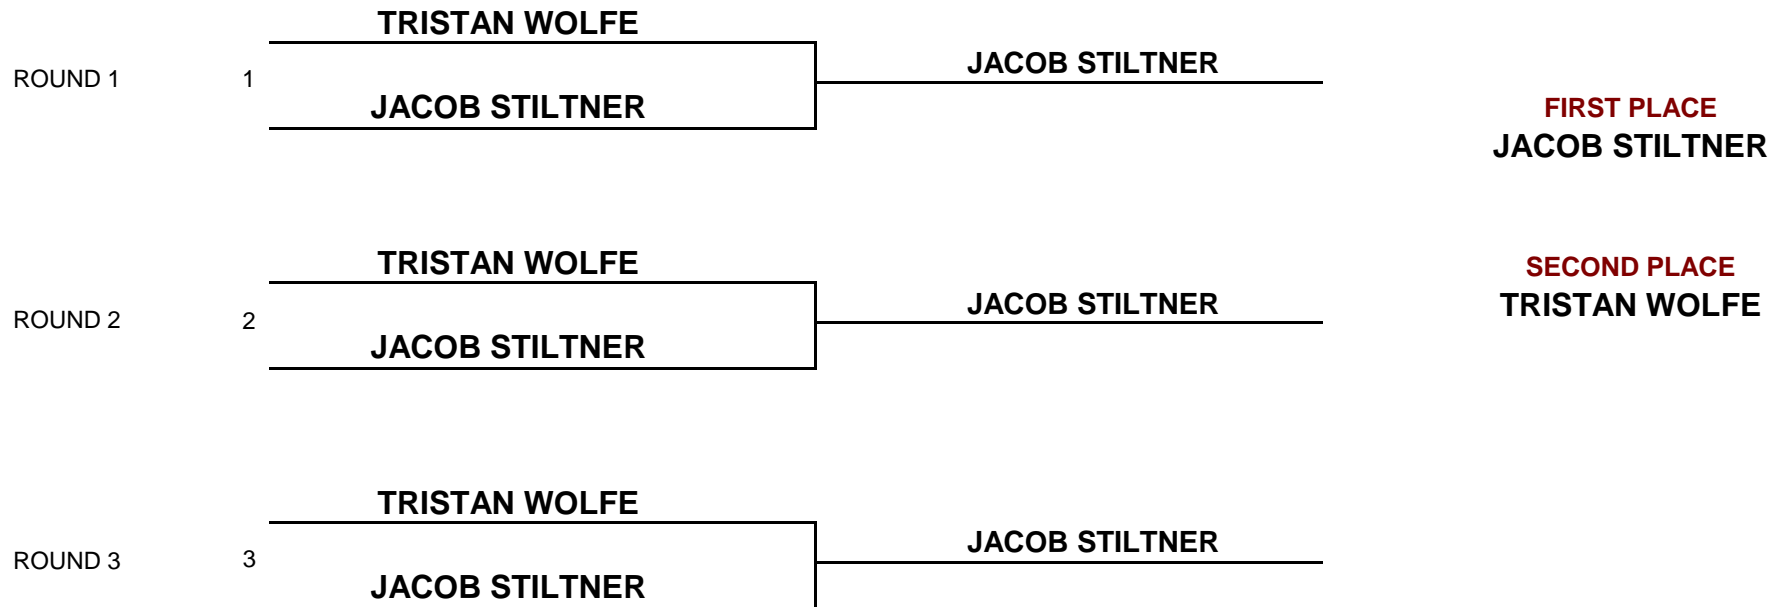 TRISTAN WOLFE
JACOB STILTNER
ROUND 1
1
JACOB STILTNER
FIRST PLACE
JACOB STILTNER
TRISTAN WOLFE
SECOND PLACE
JACOB STILTNER
TRISTAN WOLFE
ROUND 2
2
JACOB STILTNER
TRISTAN WOLFE
JACOB STILTNER
ROUND 3
3
JACOB STILTNER